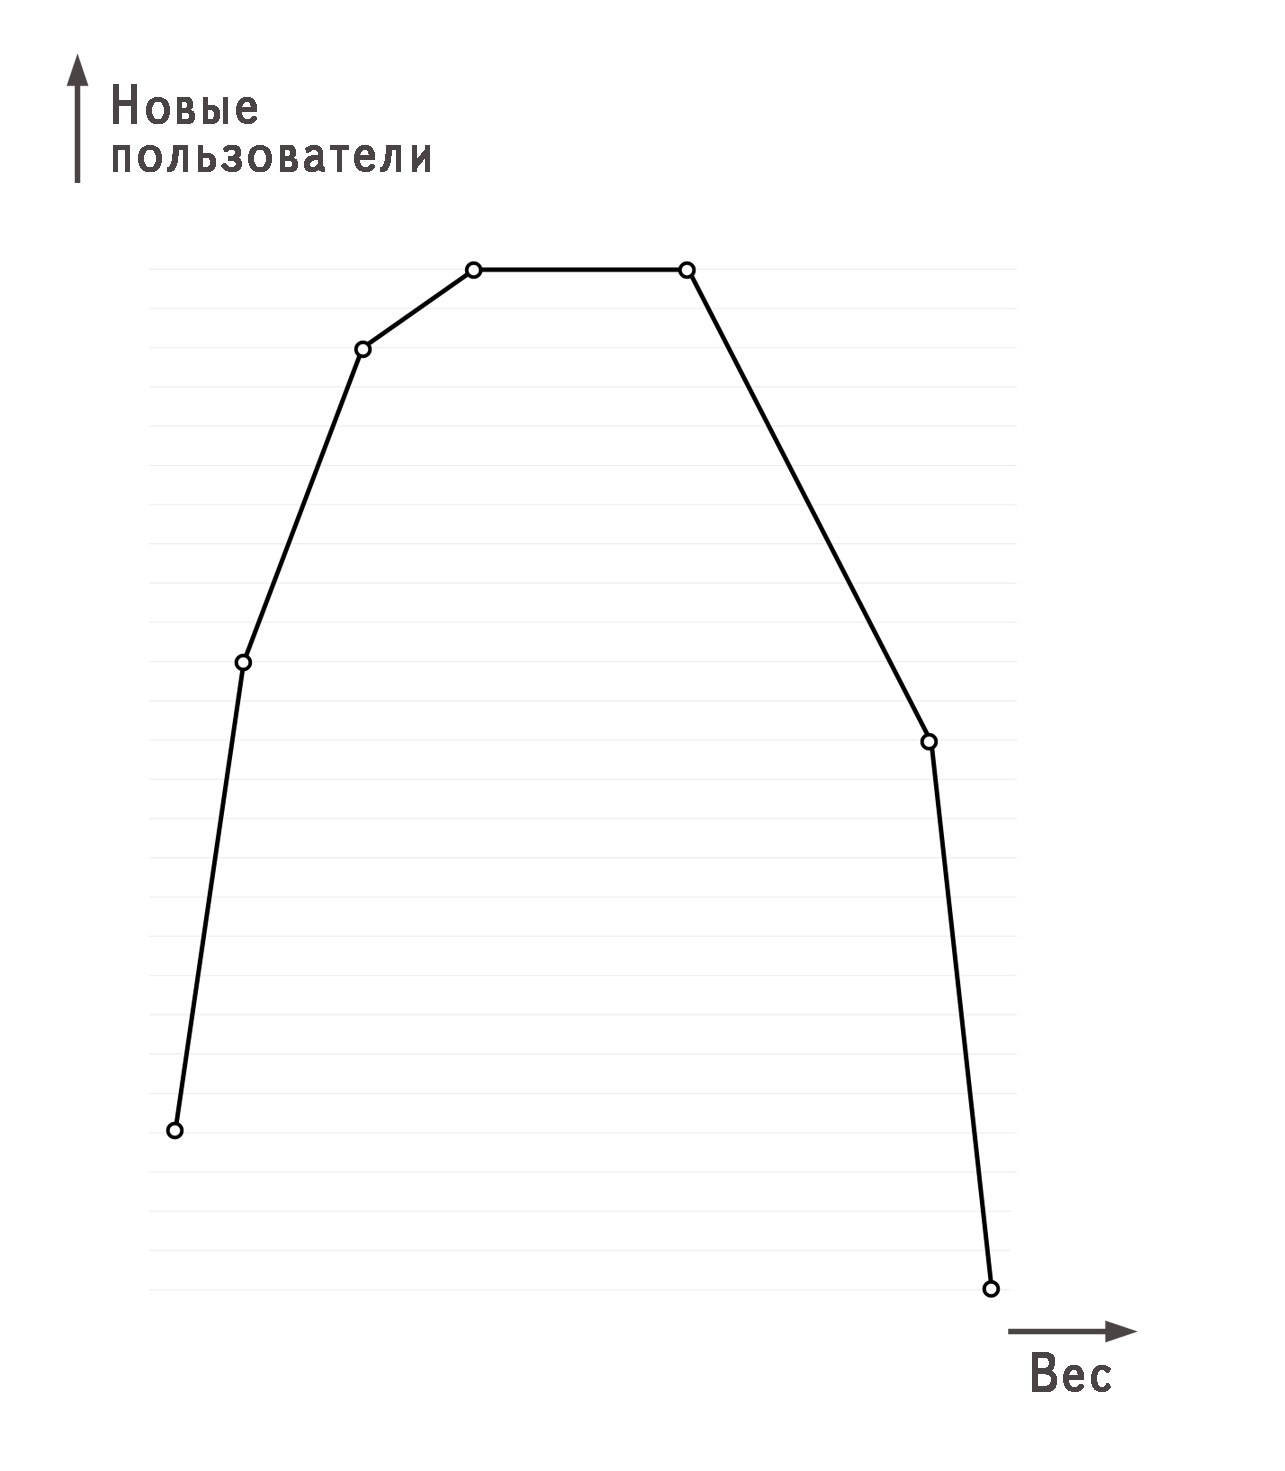 Новые
пользователи
Вес